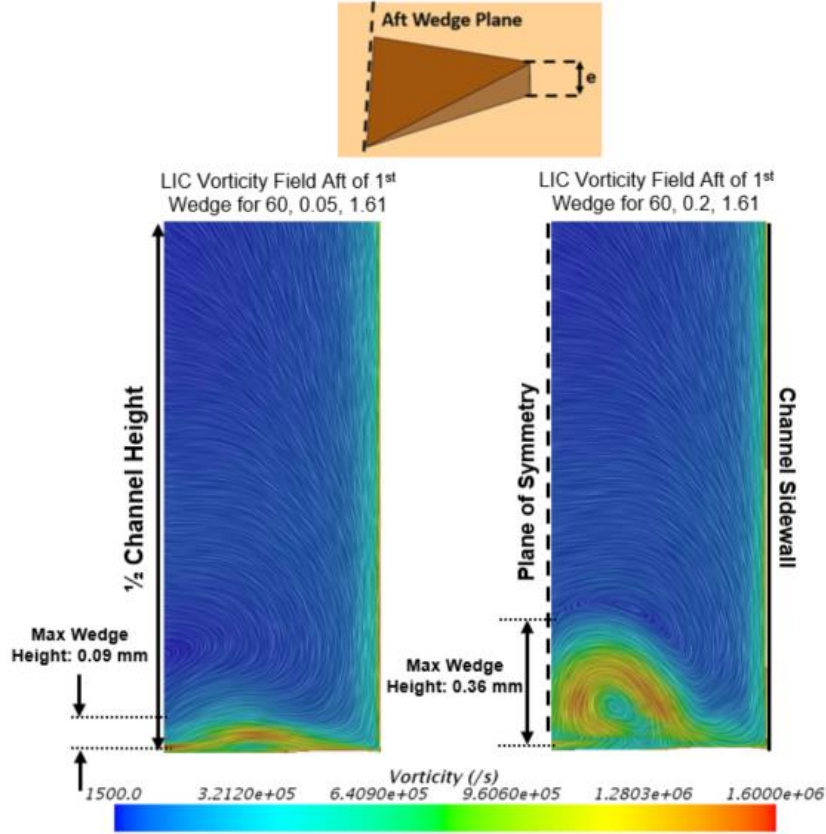 Aft Wedge Plane
e
LIC Vorticity Field Aft of 1st
Wedge for 60, 0.05, 1.61
LIC Vorticity Field Aft of 1st
Wedge for 60, 0.2, 1.61
½ Channel Height
Max Wedge
Height: 0.09 mm
Plane of Symmetry
Max Wedge
Height: 0.36 mm
Channel Sidewall
Vorticity (/s)
1500.0 3.2120e+05 6.4090e+05 9.6060e+05 1.2803e+06 1.6000e+06